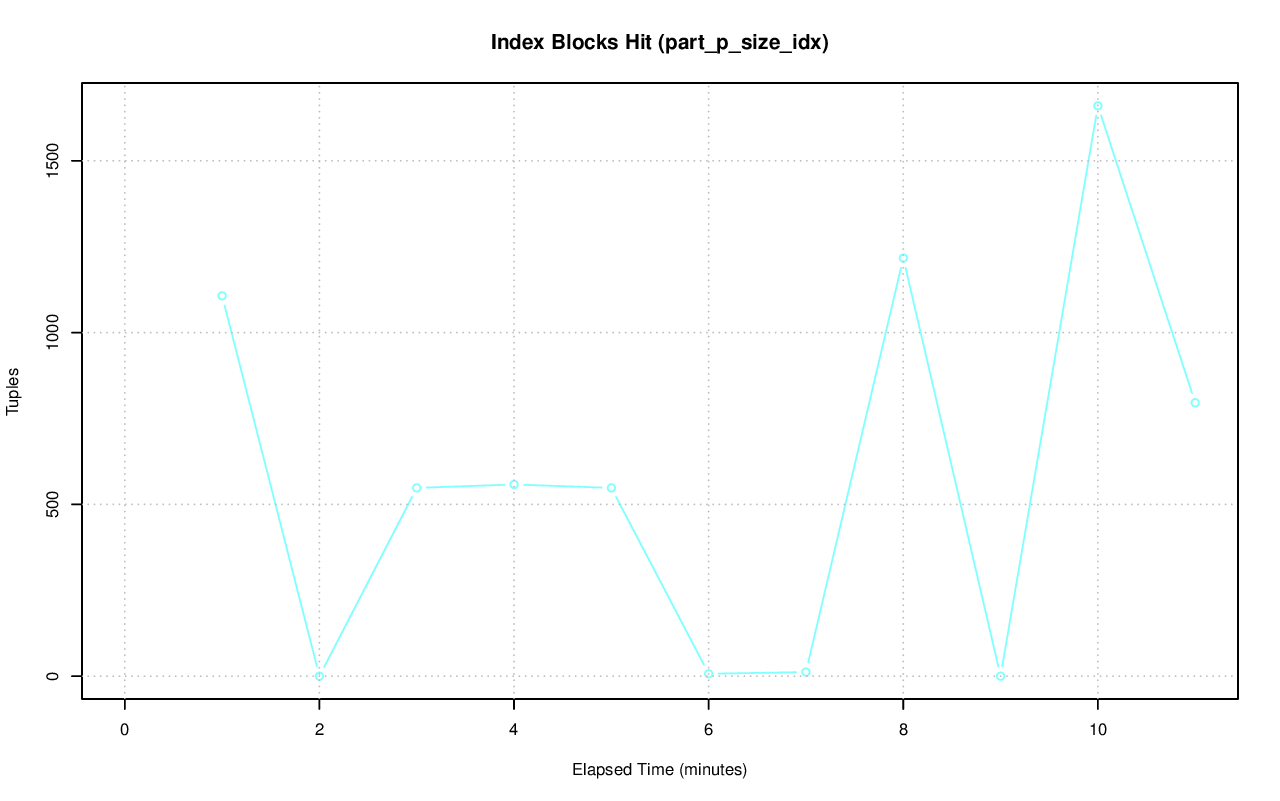 Index Blocks Hit (part_p_size_idx)
Tuples
1500
1000
500
0
0 2 4 6 8 10
Elapsed Time (minutes)